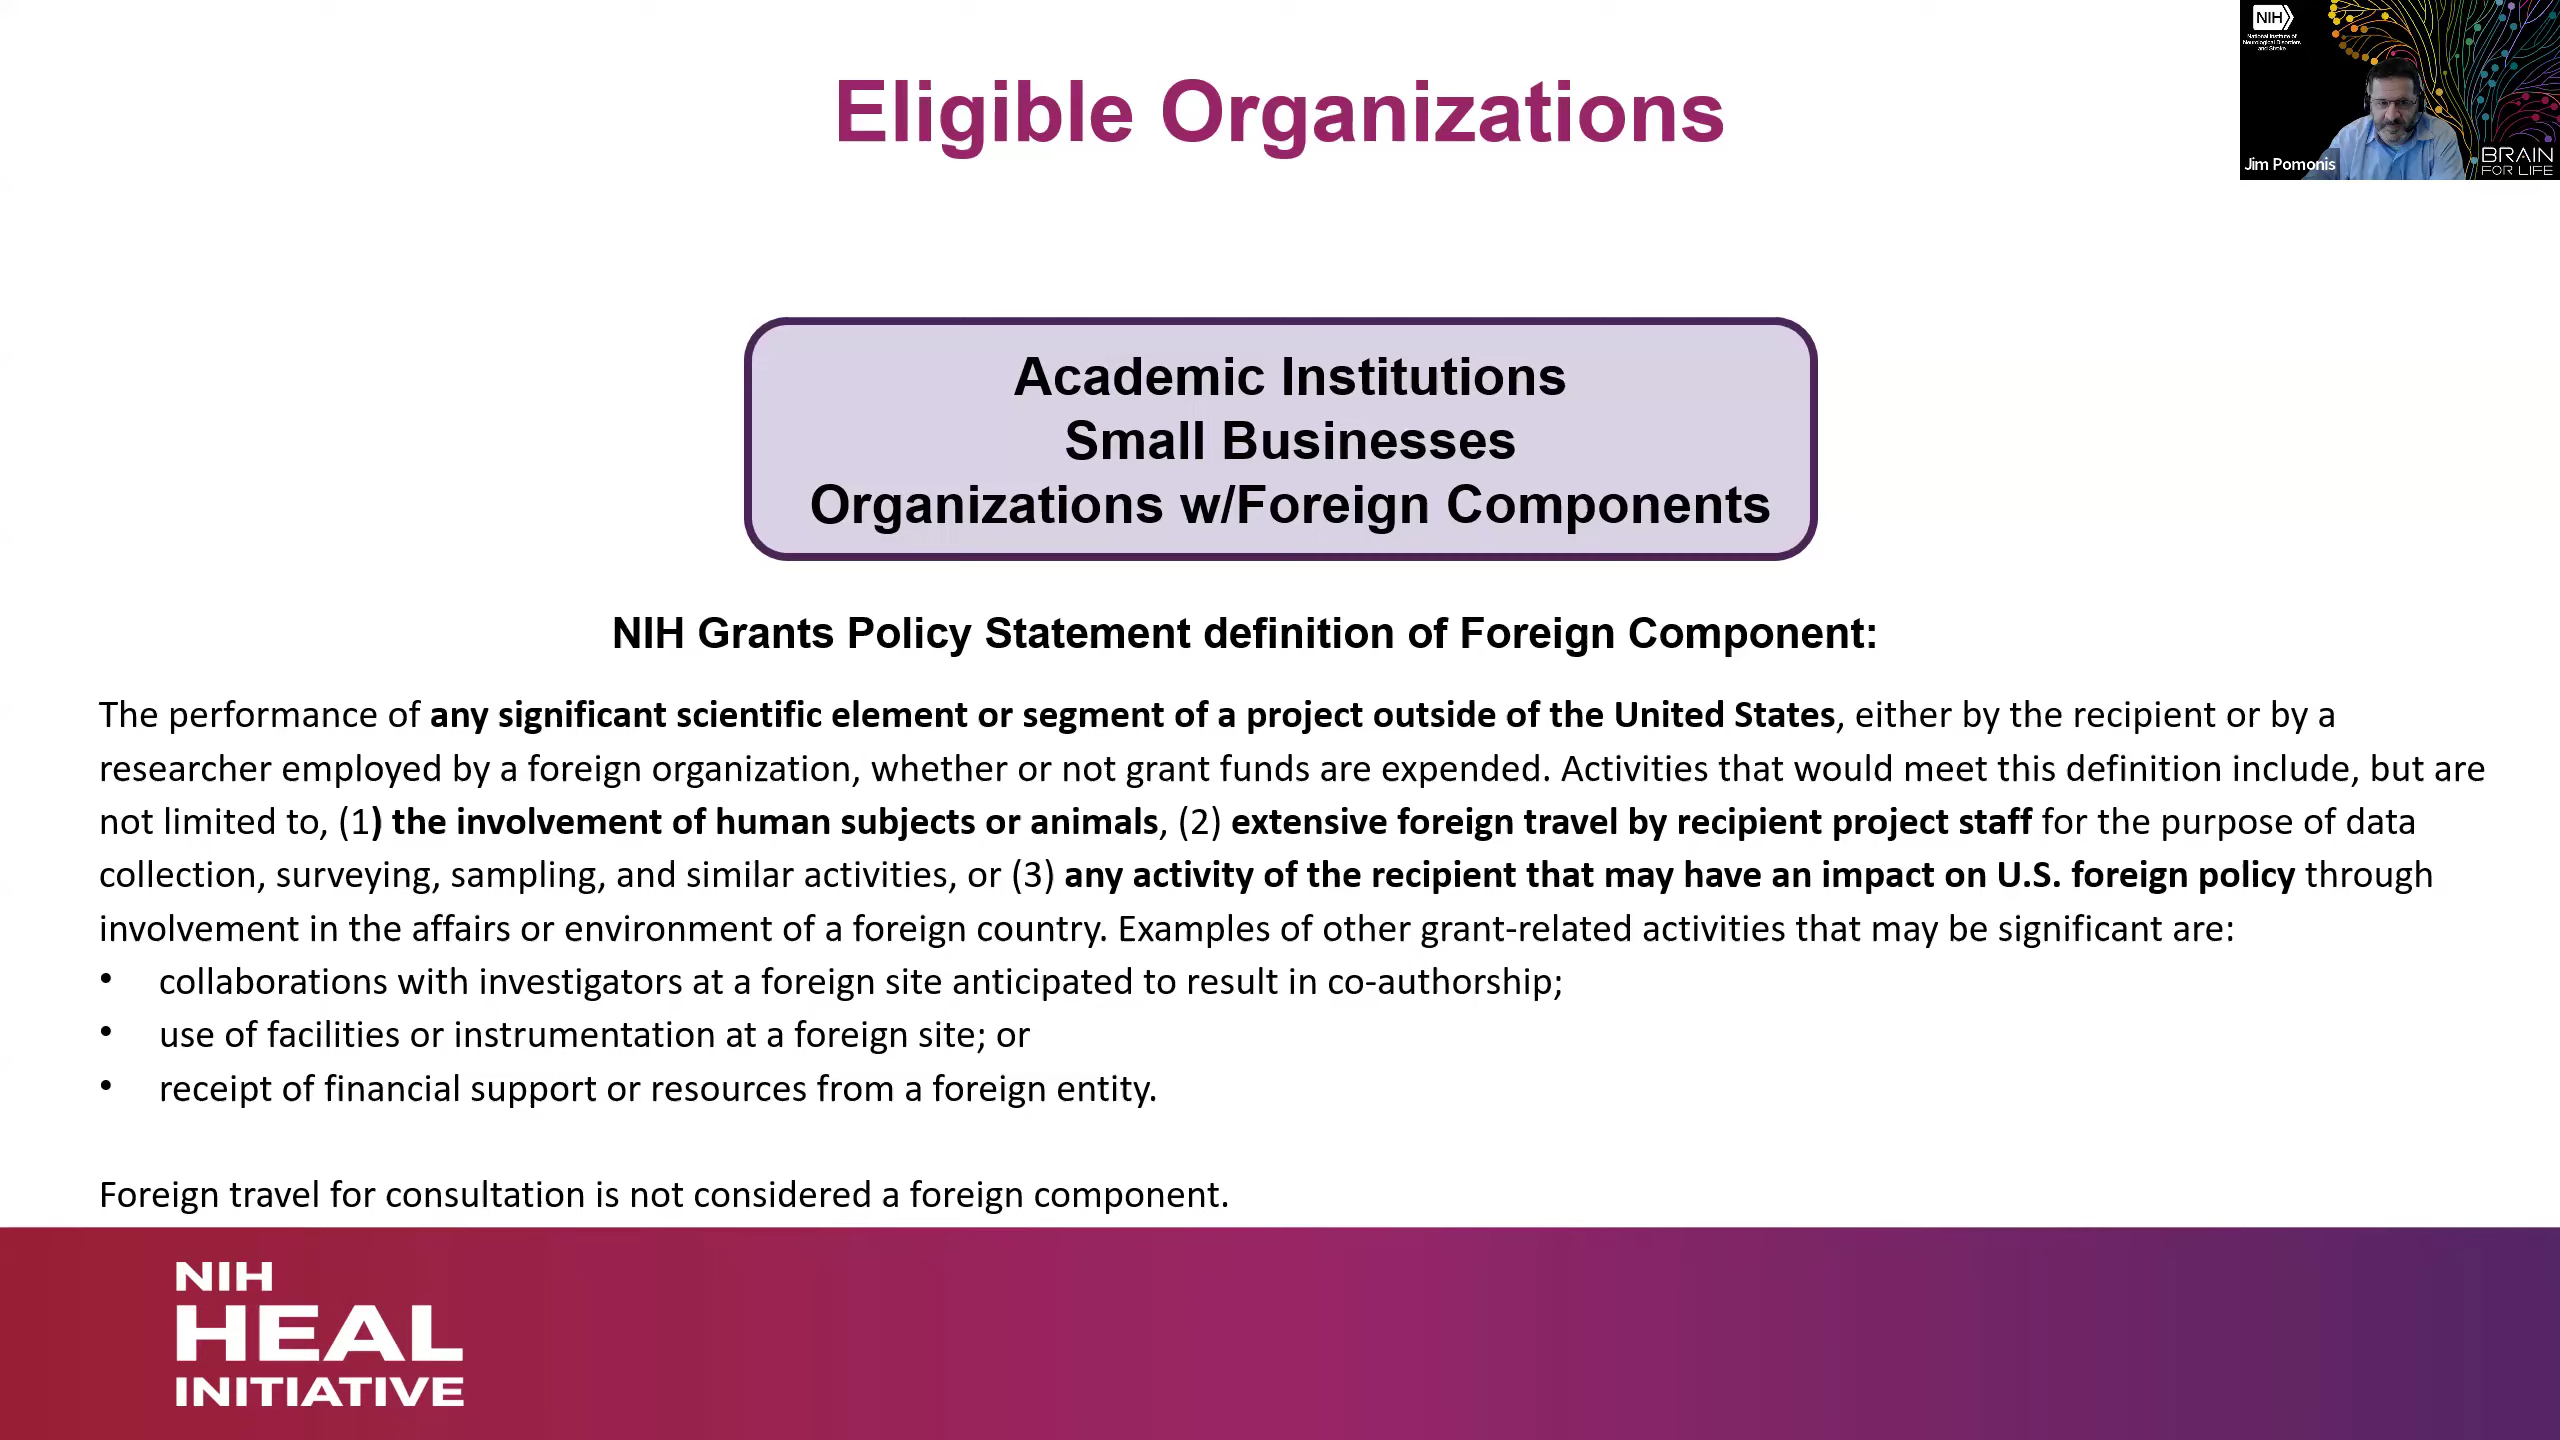 Eligible Organizations
NIH
National Institute of
Neurological Disorders
and Stroke
Jim Pomonis
BRAIN
FOR LIFE
Academic Institutions
Small Businesses
Organizations w/Foreign Components
NIH Grants Policy Statement definition of Foreign Component:
The performance of any significant scientific element or segment of a project outside of the United States, either by the recipient or by a
researcher employed by a foreign organization, whether or not grant funds are expended. Activities that would meet this definition include, but are
not limited to, (1) the involvement of human subjects or animals, (2) extensive foreign travel by recipient project staff for the purpose of data
collection, surveying, sampling, and similar activities, or (3) any activity of the recipient that may have an impact on U.S. foreign policy through
involvement in the affairs or environment of a foreign country. Examples of other grant-related activities that may be significant are:
• collaborations with investigators at a foreign site anticipated to result in co-authorship;
• use of facilities or instrumentation at a foreign site; or
• receipt of financial support or resources from a foreign entity.
Foreign travel for consultation is not considered a foreign component.
NIH
HEAL
INITIATIVE